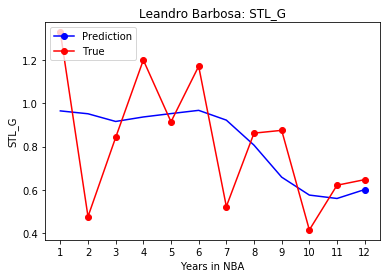 Leandro Barbosa: STL_G
Prediction
True
1.2
1.0
0.8
0.6
0.4
STL_G
1 2 3 4 5 6 7 8 9 10 11 12
Years in NBA